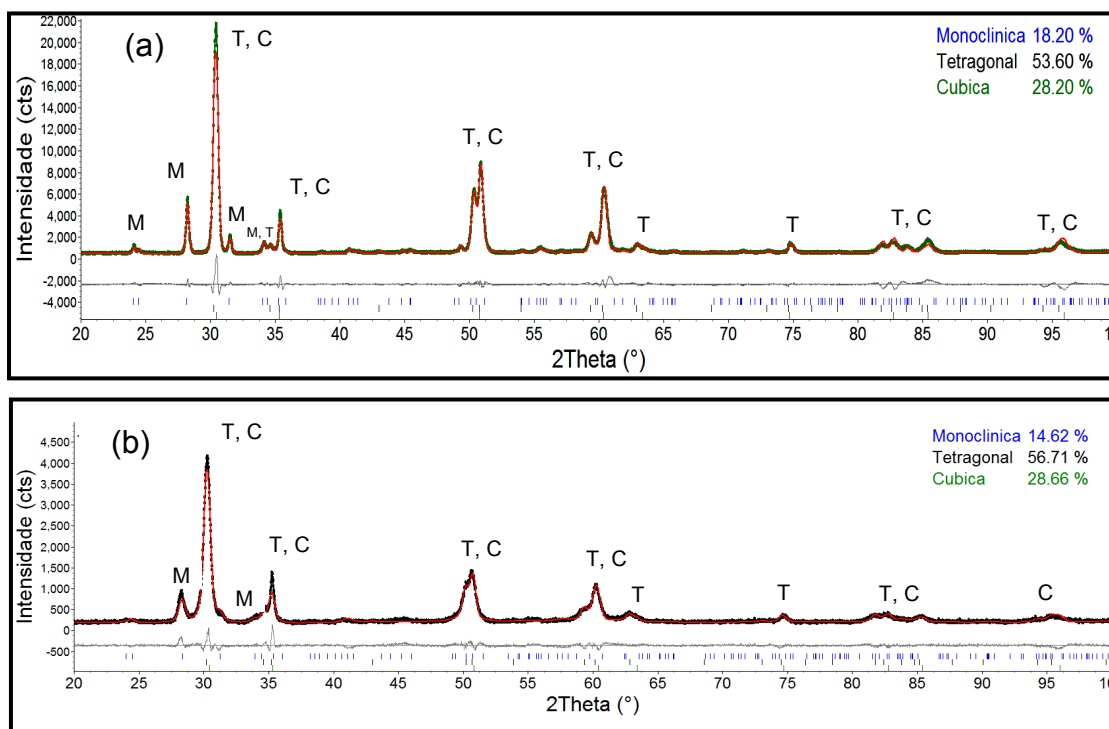 (a)
Monoclinica 18.20 %
Tetragonal 53.60 %
Cubica 28.20 %
Intensidade (cts)
22,000
20,000
18,000
16,000
14,000
12,000
10,000
8,000
6,000
4,000
2,000
0
-2,000
-4,000
T, C
M
M
M
M, T
T, C
T, C
T, C
T
T
T, C
T, C
20 25 30 35 40 45 50 55 60 65 70 75 80 85 90 95 10
2Theta (°)
(b)
Monoclinica 14.62 %
Tetragonal 56.71 %
Cubica 28.66 %
Intensidade (cts)
4,500
4,000
3,500
3,000
2,500
2,000
1,500
1,000
500
0
-500
T, C
M
M
T, C
T, C
T, C
T
T
T, C
C
20 25 30 35 40 45 50 55 60 65 70 75 80 85 90 95 10
2Theta (°)